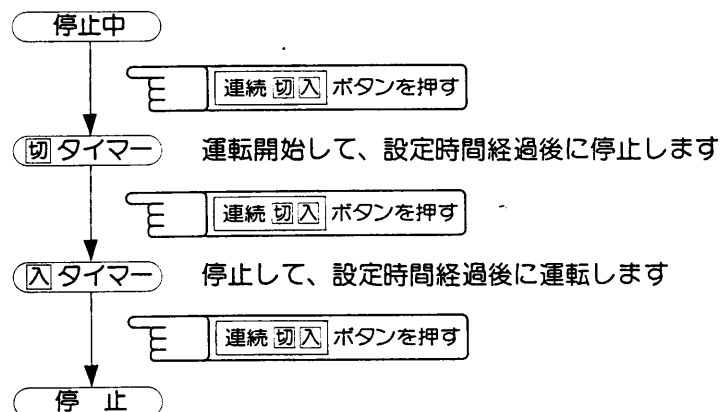 停止中
連続 切 入 ボタンを押す
切 タイマー 運転開始して、設定時間経過後に停止します
連続 切 入 ボタンを押す
入 タイマー 停止して、設定時間経過後に運転します
連続 切 入 ボタンを押す
停 止